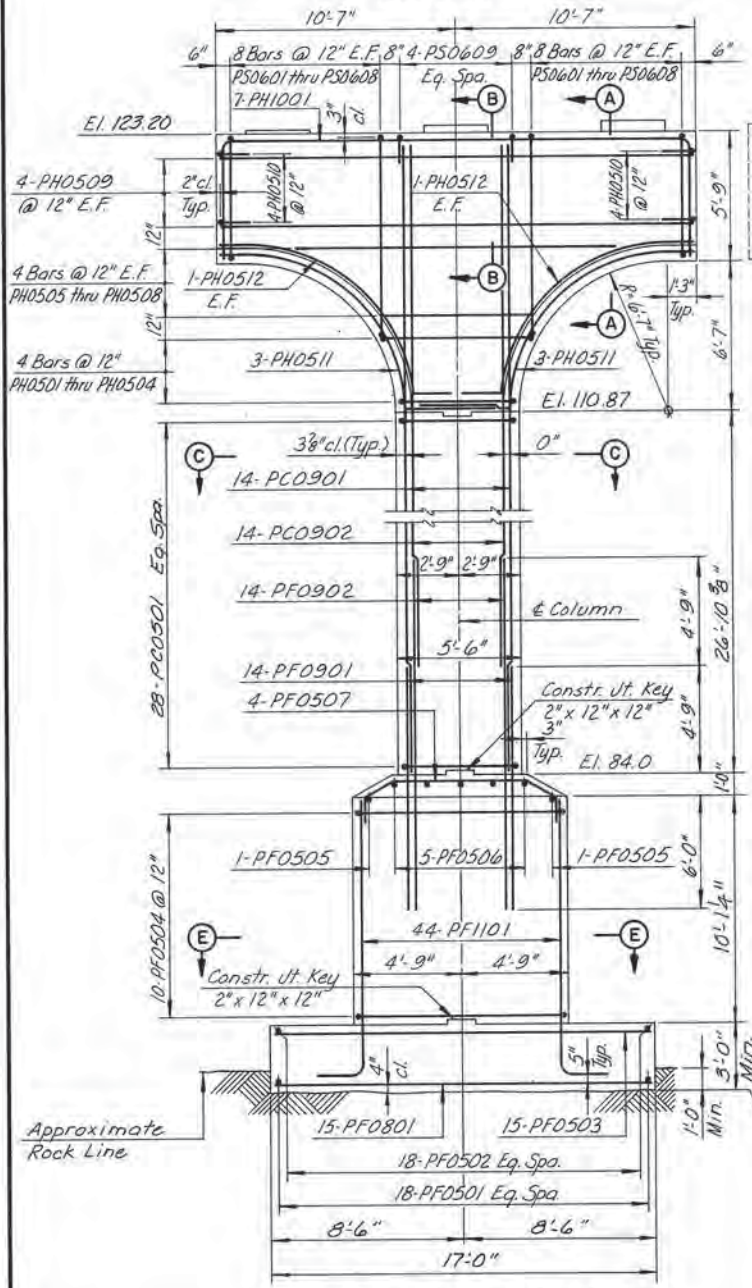 10'-7" 10'-7"
6" 8 Bars @ 12" E.F. 8" 4-PS0609 8" 8 Bars @ 12" E.F. 6"
PS0601 thru PS0608 Eq. Spa. PS0601 thru PS0608
7-PH1001
3" cl.
B A
El. 123.20
4-PH0509
@ 12" E.F.
2" cl.
Typ.
4-PH0510
@ 12"
1-PH0512
E.F.
4-PH0510
@ 12"
5'-9"
12"
4 Bars @ 12" E.F.
PH0505 thru PH0508
1-PH0512
E.F.
B
A
R=6'-7" Typ.
1'-3"
Typ.
6'-7"
12"
4 Bars @ 12"
PH0501 thru PH0504
3-PH0511 3-PH0511
El. 110.87
3⅞" cl. (Typ.) 0"
C C
14-PC0901
14-PC0902
2'-9" 2'-9"
14-PF0902
28-PC0501 Eq. Spa.
₵ Column
4'-9"
26'-10⅜"
5'-6"
14-PF0901
4-PF0507
Constr. Jt. Key
2" x 12" x 12"
3"
Typ.
4'-9"
El. 84.0
1'-0"
1-PF0505 5-PF0506 1-PF0505
6'-0"
10-PF0504 @ 12"
44-PF1101
E E
4'-9" 4'-9"
10'-1¼"
Constr. Jt. Key
2" x 12" x 12"
4"
cl.
5"
Typ.
3'-0"
Min.
1'-0"
Min.
Approximate
Rock Line
15-PF0801 15-PF0503
18-PF0502 Eq. Spa.
18-PF0501 Eq. Spa.
8'-6" 8'-6"
17'-0"